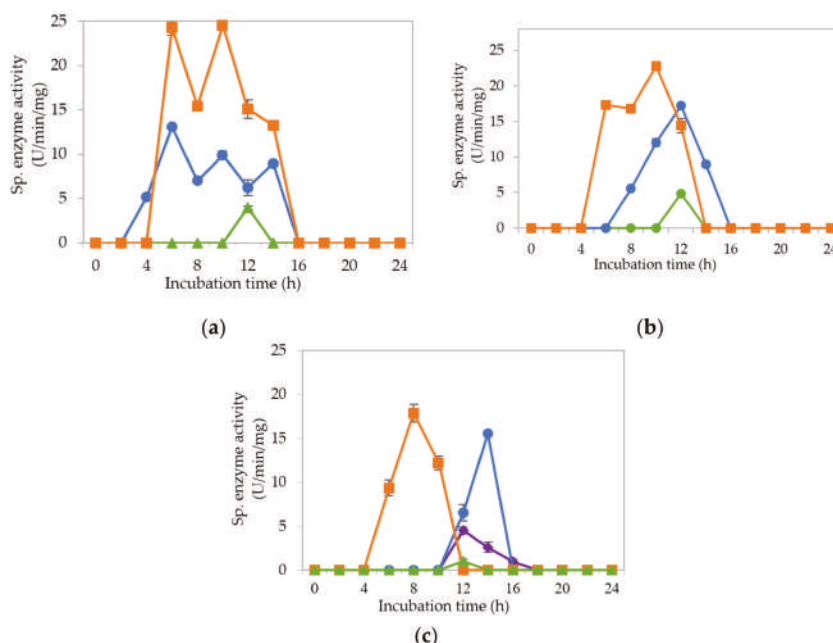 Sp. enzyme activity
(U/min/mg)
25
20
15
10
5
0
0 4 8 12 16 20 24
Incubation time (h)
(a)
Sp. enzyme activity
(U/min/mg)
25
20
15
10
5
0
0 4 8 12 16 20 24
Incubation time (h)
(b)
Sp. enzyme activity
(U/min/mg)
25
20
15
10
5
0
0 4 8 12 16 20 24
Incubation time (h)
(c)